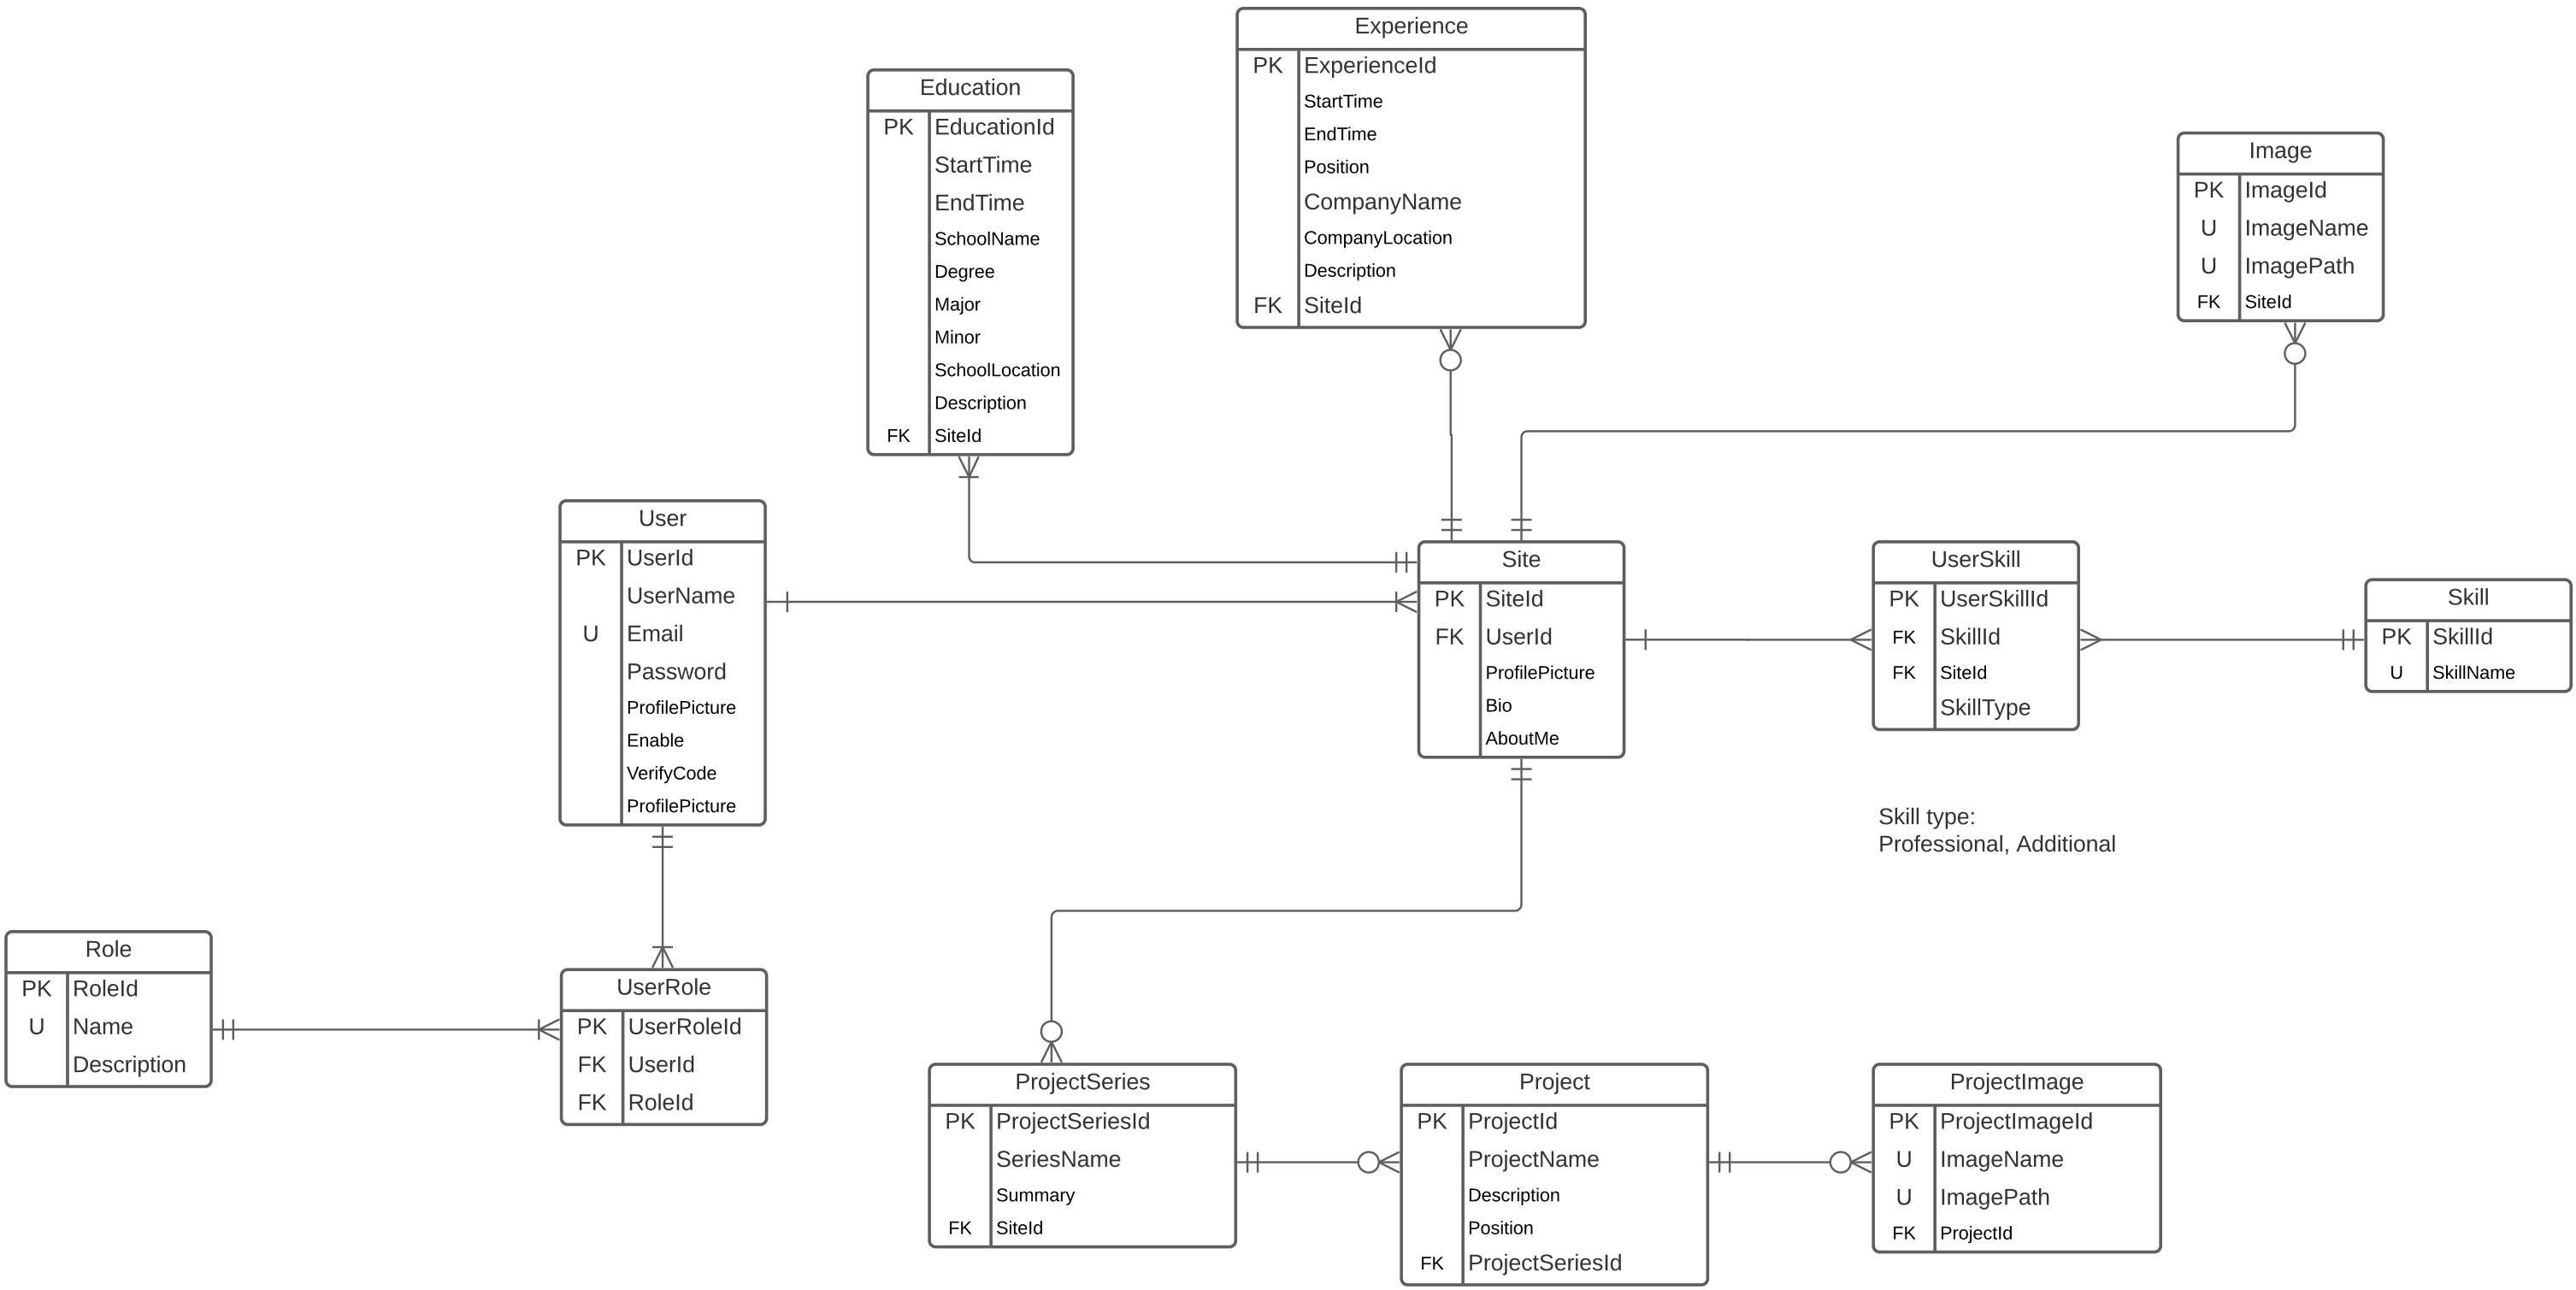 Experience
PK ExperienceId
StartTime
EndTime
Position
CompanyName
CompanyLocation
Description
FK SiteId
Education
PK EducationId
StartTime
EndTime
SchoolName
Degree
Major
Minor
SchoolLocation
Description
FK SiteId
Image
PK ImageId
U ImageName
U ImagePath
FK SiteId
User
PK UserId
UserName
U Email
Password
ProfilePicture
Enable
VerifyCode
ProfilePicture
Site
PK SiteId
FK UserId
ProfilePicture
Bio
AboutMe
UserSkill
PK UserSkillId
FK SkillId
FK SiteId
SkillType
Skill
PK SkillId
U SkillName
Skill type:
Professional, Additional
Role
PK RoleId
U Name
Description
UserRole
PK UserRoleId
FK UserId
FK RoleId
ProjectSeries
PK ProjectSeriesId
SeriesName
Summary
FK SiteId
Project
PK ProjectId
ProjectName
Description
Position
FK ProjectSeriesId
ProjectImage
PK ProjectImageId
U ImageName
U ImagePath
FK ProjectId